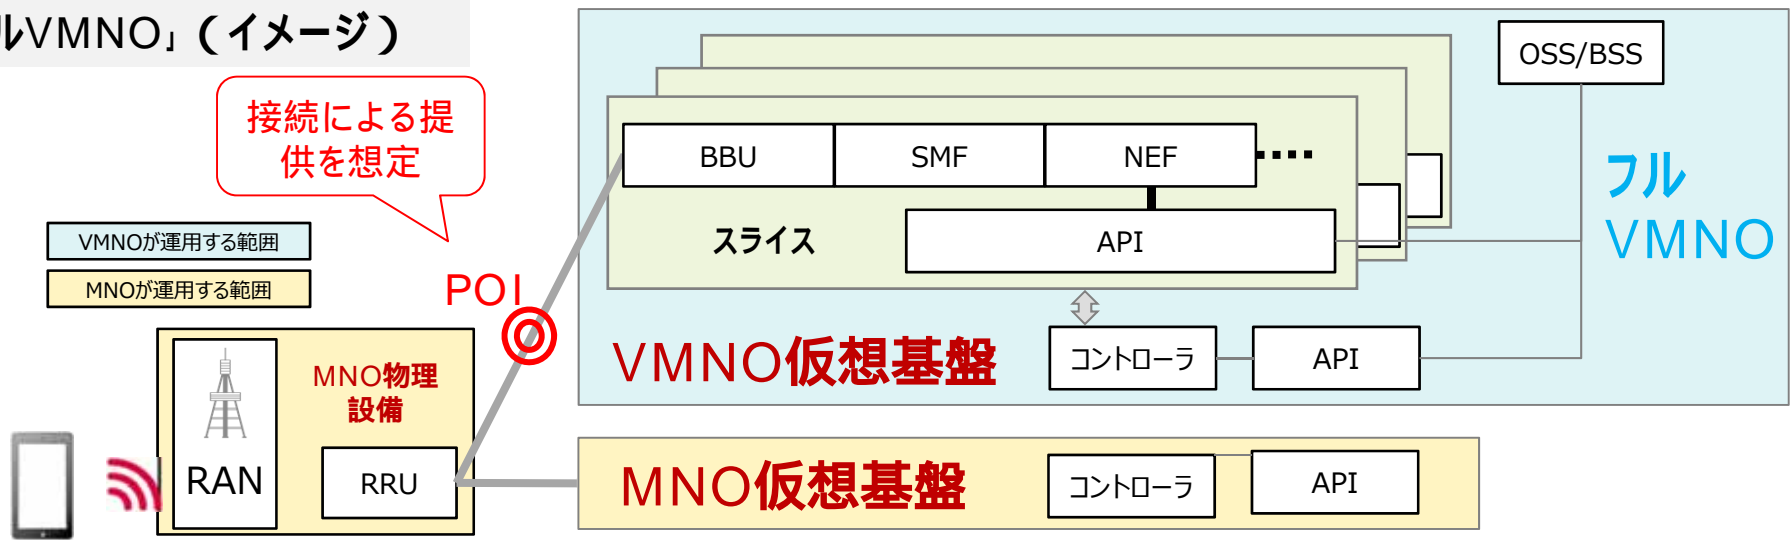 ルVMNO」（イメージ）
OSS/BSS
接続による提
供を想定
BBU
SMF
NEF
フル
VMNO
スライス
API
VMNOが運用する範囲
MNOが運用する範囲
POI
MNO物理
設備
VMNO仮想基盤
コントローラ
API
RAN
RRU
MNO仮想基盤
コントローラ
API